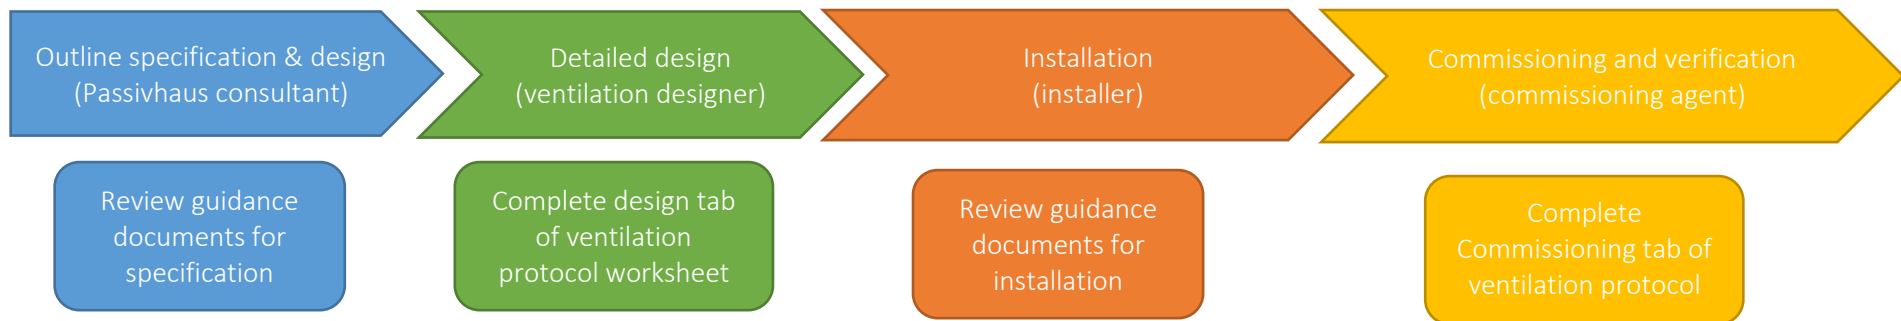 Outline specification & design
(Passivhaus consultant)
Detailed design
(ventilation designer)
Installation
(installer)
Commissioning and verification
(commissioning agent)
Review guidance
documents for
specification
Complete design tab
of ventilation
protocol worksheet
Review guidance
documents for
installation
Complete
Commissioning tab of
ventilation protocol